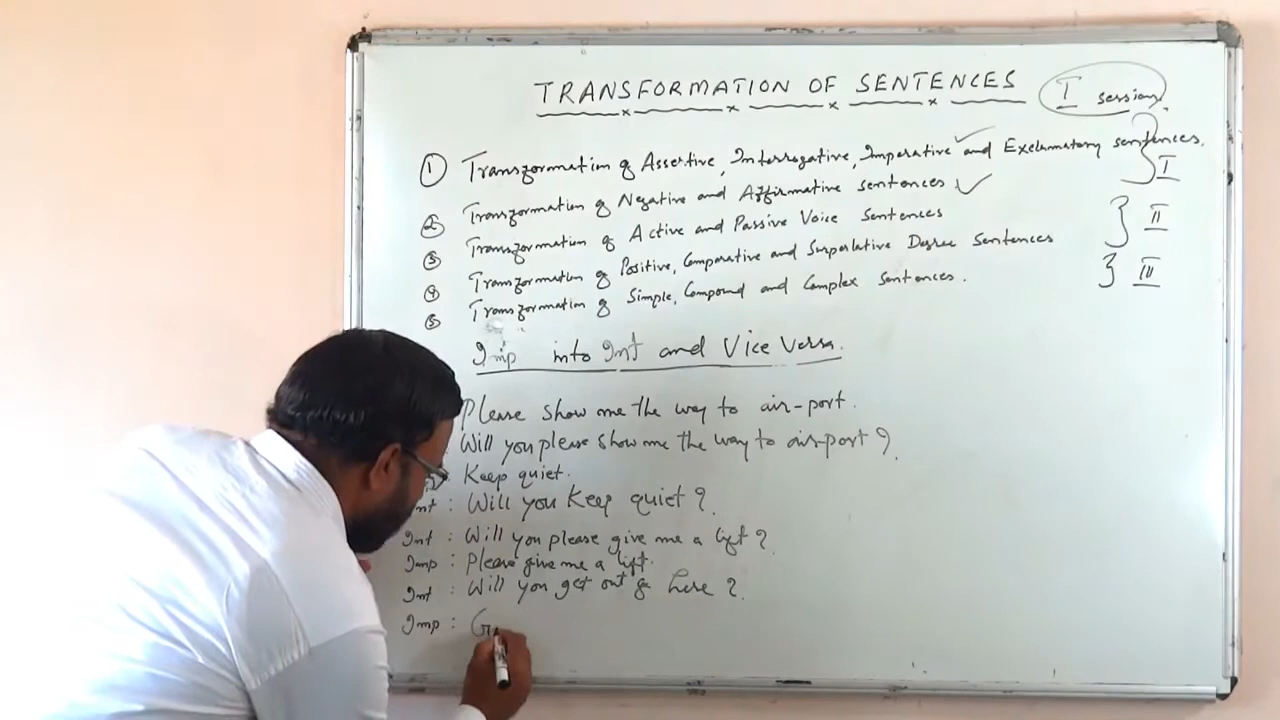 TRANSFORMATION OF SENTENCES I session
1 Transformation of Assertive, Interrogative, Imperative and Exclamatory sentences. } I
2 Transformation of Negative and Affirmative sentences
3 Transformation of Active and Passive Voice sentences } II
4 Transformation of Positive, Comparative and Superlative Degree sentences } III
5 Transformation of Simple, Compound and Complex sentences.
Imp into Int and Vice Versa.
Please show me the way to air-port.
Will you please show me the way to air-port?
Keep quiet.
nt : Will you Keep quiet?
Int : Will you please give me a lift?
Imp : Please give me a lift.
Int : Will you get out of here?
Imp : Ge